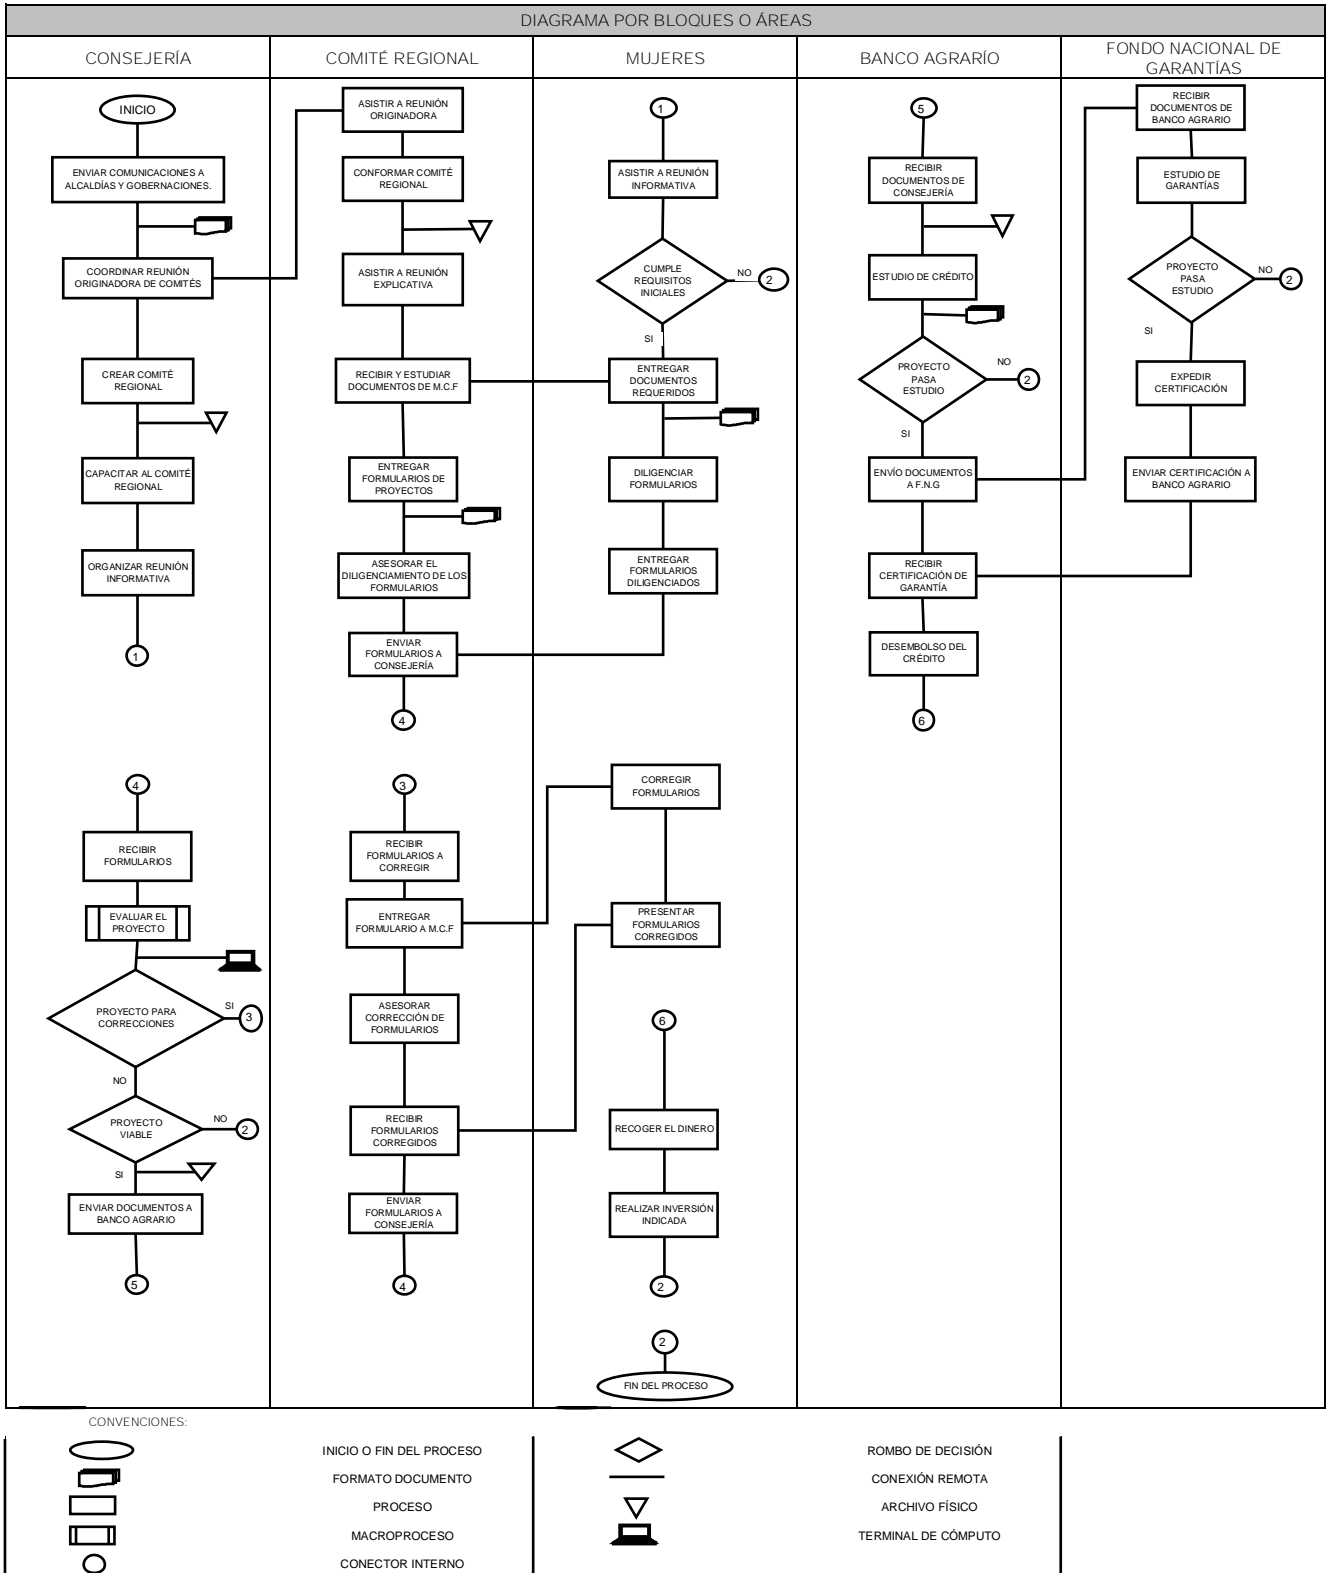 DIAGRAMA POR BLOQUES O ÁREAS
CONSEJERÍA
INICIO
ENVIAR COMUNICACIONES A
ALCALDÍAS Y GOBERNACIONES.
COORDINAR REUNIÓN
ORIGINADORA DE COMITÉS
CREAR COMITÉ
REGIONAL
CAPACITAR AL COMITÉ
REGIONAL
ORGANIZAR REUNIÓN
INFORMATIVA
1
4
RECIBIR
FORMULARIOS
EVALUAR EL
PROYECTO
PROYECTO PARA
CORRECCIONES
SI
3
NO
PROYECTO
VIABLE
NO
2
SI
ENVIAR DOCUMENTOS A
BANCO AGRARIO
5
COMITÉ REGIONAL
ASISTIR A REUNIÓN
ORIGINADORA
CONFORMAR COMITÉ
REGIONAL
ASISTIR A REUNIÓN
EXPLICATIVA
RECIBIR Y ESTUDIAR
DOCUMENTOS DE M.C.F
ENTREGAR
FORMULARIOS DE
PROYECTOS
ASESORAR EL
DILIGENCIAMIENTO DE LOS
FORMULARIOS
ENVIAR
FORMULARIOS A
CONSEJERÍA
4
3
RECIBIR
FORMULARIOS A
CORREGIR
ENTREGAR
FORMULARIO A M.C.F
ASESORAR
CORRECCIÓN DE
FORMULARIOS
RECIBIR
FORMULARIOS
CORREGIDOS
ENVIAR
FORMULARIOS A
CONSEJERÍA
4
MUJERES
1
ASISTIR A REUNIÓN
INFORMATIVA
CUMPLE
REQUISITOS
INICIALES
NO
2
SI
ENTREGAR
DOCUMENTOS
REQUERIDOS
DILIGENCIAR
FORMULARIOS
ENTREGAR
FORMULARIOS
DILIGENCIADOS
CORREGIR
FORMULARIOS
PRESENTAR
FORMULARIOS
CORREGIDOS
6
RECOGER EL DINERO
REALIZAR INVERSIÓN
INDICADA
2
2
FIN DEL PROCESO
BANCO AGRARÍO
5
RECIBIR
DOCUMENTOS DE
CONSEJERÍA
ESTUDIO DE CRÉDITO
PROYECTO
PASA
ESTUDIO
NO
2
SI
ENVÍO DOCUMENTOS
A F.N.G
RECIBIR
CERTIFICACIÓN DE
GARANTÍA
DESEMBOLSO DEL
CRÉDITO
6
FONDO NACIONAL DE
GARANTÍAS
RECIBIR
DOCUMENTOS DE
BANCO AGRARIO
ESTUDIO DE
GARANTÍAS
PROYECTO
PASA
ESTUDIO
NO
2
SI
EXPEDIR
CERTIFICACIÓN
ENVIAR CERTIFICACIÓN A
BANCO AGRARIO
CONVENCIONES:
INICIO O FIN DEL PROCESO
FORMATO DOCUMENTO
PROCESO
MACROPROCESO
CONECTOR INTERNO
ROMBO DE DECISIÓN
CONEXIÓN REMOTA
ARCHIVO FÍSICO
TERMINAL DE CÓMPUTO